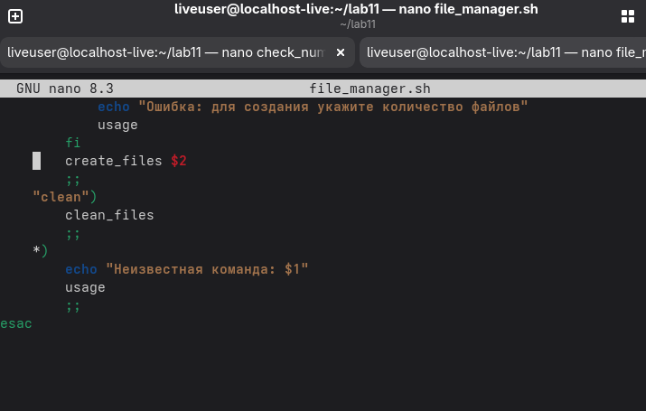 liveuser@localhost-live:~/lab11 — nano file_manager.sh
~/lab11
liveuser@localhost-live:~/lab11 — nano check_num
liveuser@localhost-live:~/lab11 — nano file_m
GNU nano 8.3 file_manager.sh
echo "Ошибка: для создания укажите количество файлов"
usage
fi
create_files $2
;;
"clean")
clean_files
;;
*)
echo "Неизвестная команда: $1"
usage
;;
esac